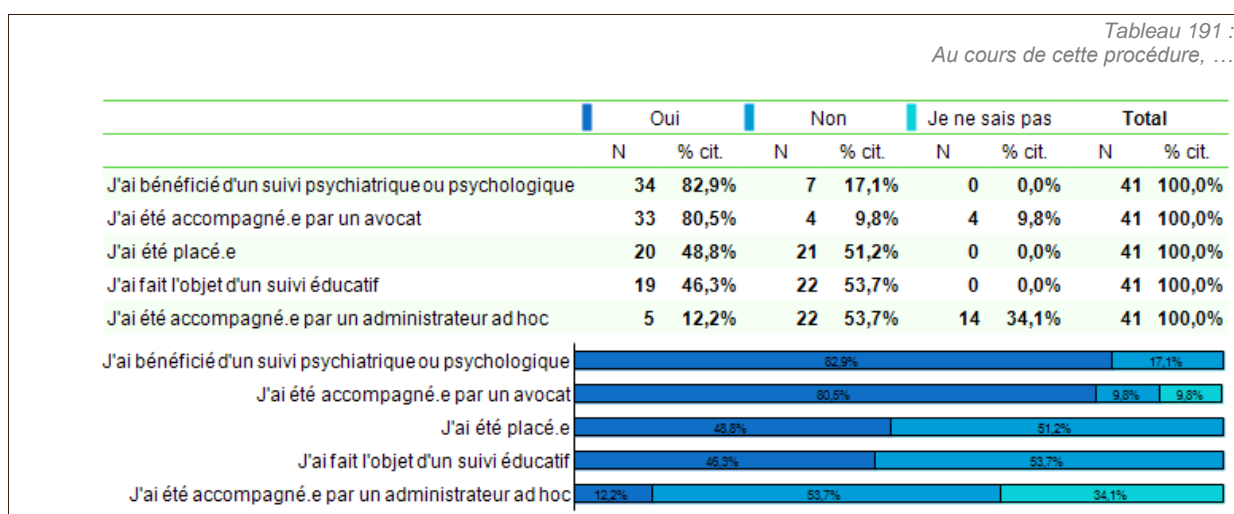 Tableau 191 :
Au cours de cette procédure, …
Oui Non Je ne sais pas Total
N % cit. N % cit. N % cit. N % cit.
J'ai bénéficié d'un suivi psychiatrique ou psychologique 34 82,9% 7 17,1% 0 0,0% 41 100,0%
J'ai été accompagné.e par un avocat 33 80,5% 4 9,8% 4 9,8% 41 100,0%
J'ai été placé.e 20 48,8% 21 51,2% 0 0,0% 41 100,0%
J'ai fait l'objet d'un suivi éducatif 19 46,3% 22 53,7% 0 0,0% 41 100,0%
J'ai été accompagné.e par un administrateur ad hoc 5 12,2% 22 53,7% 14 34,1% 41 100,0%
J'ai bénéficié d'un suivi psychiatrique ou psychologique 82,9% 17,1%
J'ai été accompagné.e par un avocat 80,5% 9,8% 9,8%
J'ai été placé.e 48,8% 51,2%
J'ai fait l'objet d'un suivi éducatif 46,3% 53,7%
J'ai été accompagné.e par un administrateur ad hoc 12,2% 53,7% 34,1%